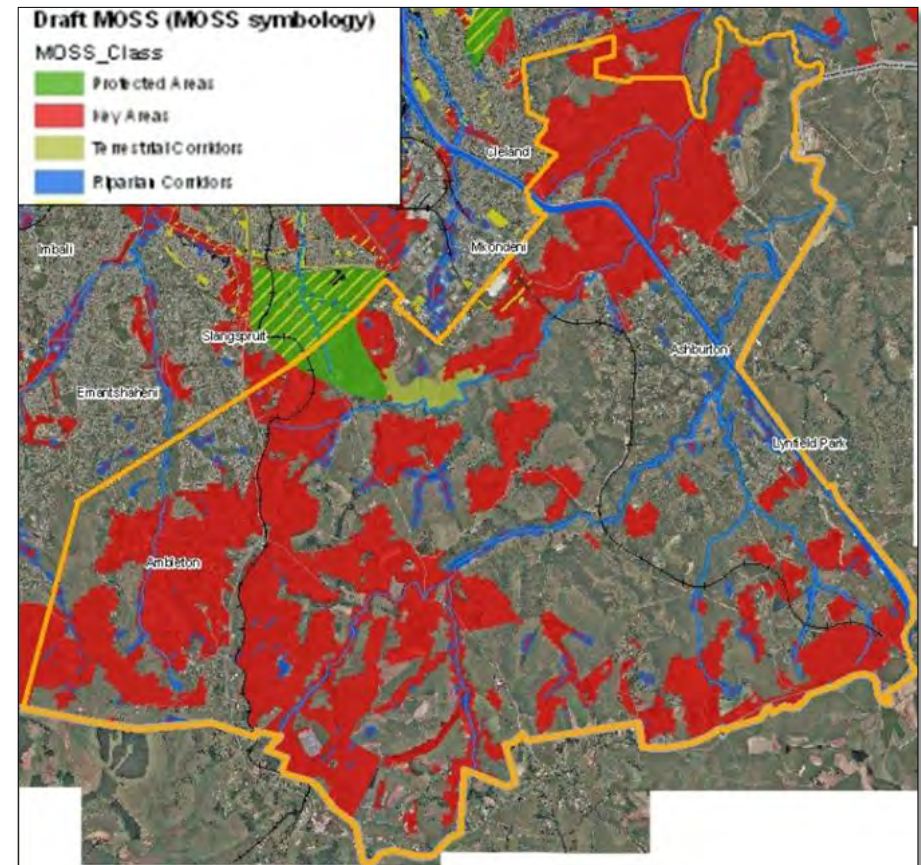 Draft MOSS (MOSS symbology)
MOSS_Class
Protected Areas
Key Areas
Terrestrial Corridors
Riparian Corridors
Cleland
Imbali
Mkondeni
Slangspruit
Ashburton
Emantshaheni
Lynfield Park
Ambleton